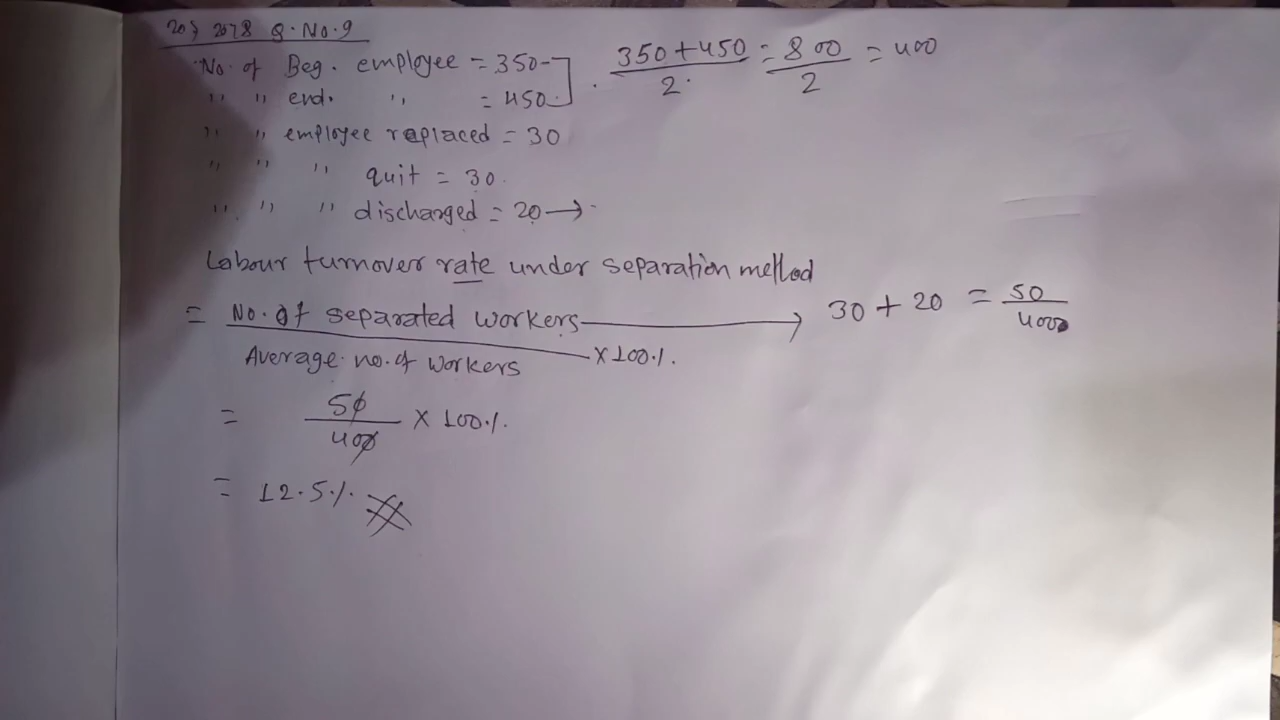 2078 Q.No.9
No. of Beg. employee = 350 350+450/2 = 800/2 = 400
" " end. " = 450
" " employee replaced = 30
" " " quit = 30
" " " discharged = 20 →
Labour turnover rate under separation method
= No. of separated workers → 30 + 20 = 50/400
Average no. of workers × 100%
= 50/400 × 100%
= 12.5%